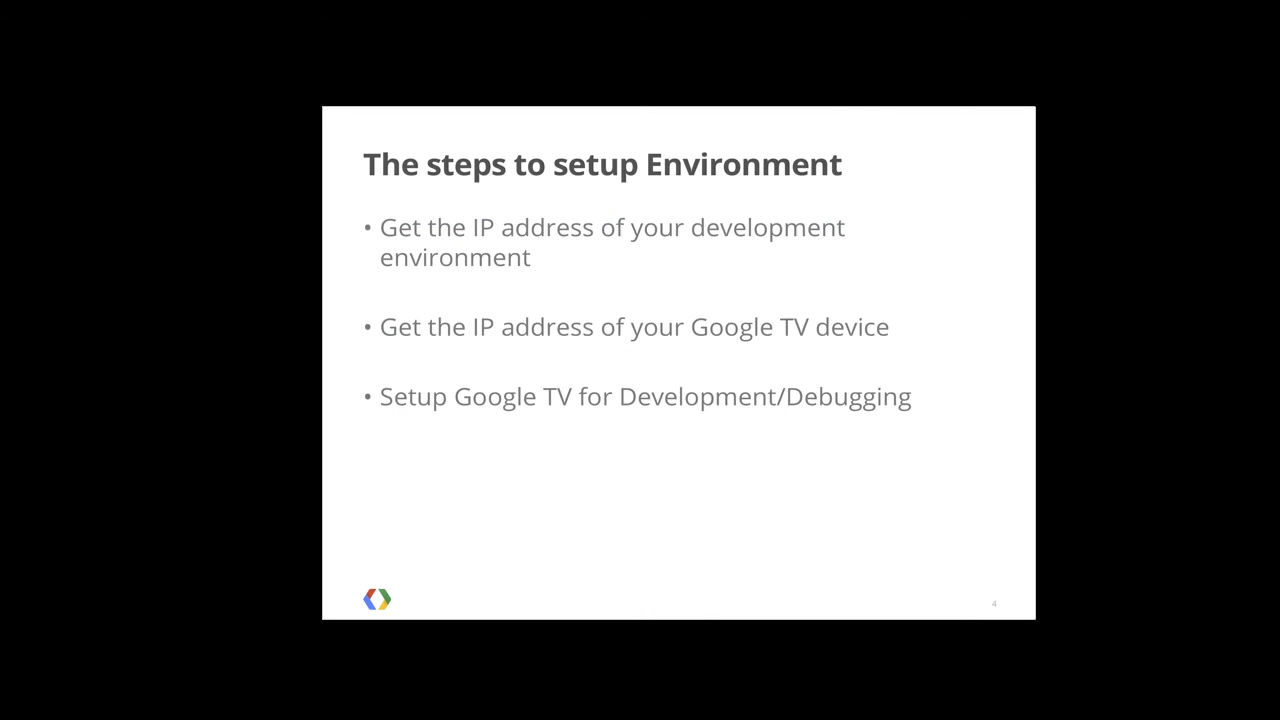 The steps to setup Environment
• Get the IP address of your development
environment
• Get the IP address of your Google TV device
• Setup Google TV for Development/Debugging
4